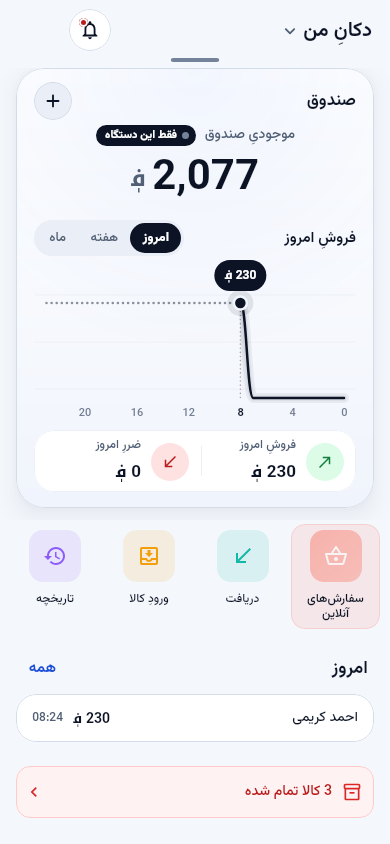 دکانِ من
صندوق
موجودیِ صندوق
فقط این دستگاه
2,077 ؋
فروشِ امروز
امروز
هفته
ماه
230 ؋
0
4
8
12
16
20
فروشِ امروز
230 ؋
ضررِ امروز
0 ؋
سفارش‌های
آنلاین
دریافت
ورودِ کالا
تاریخچه
امروز
همه
احمد کریمی
230 ؋
08:24
3 کالا تمام شده